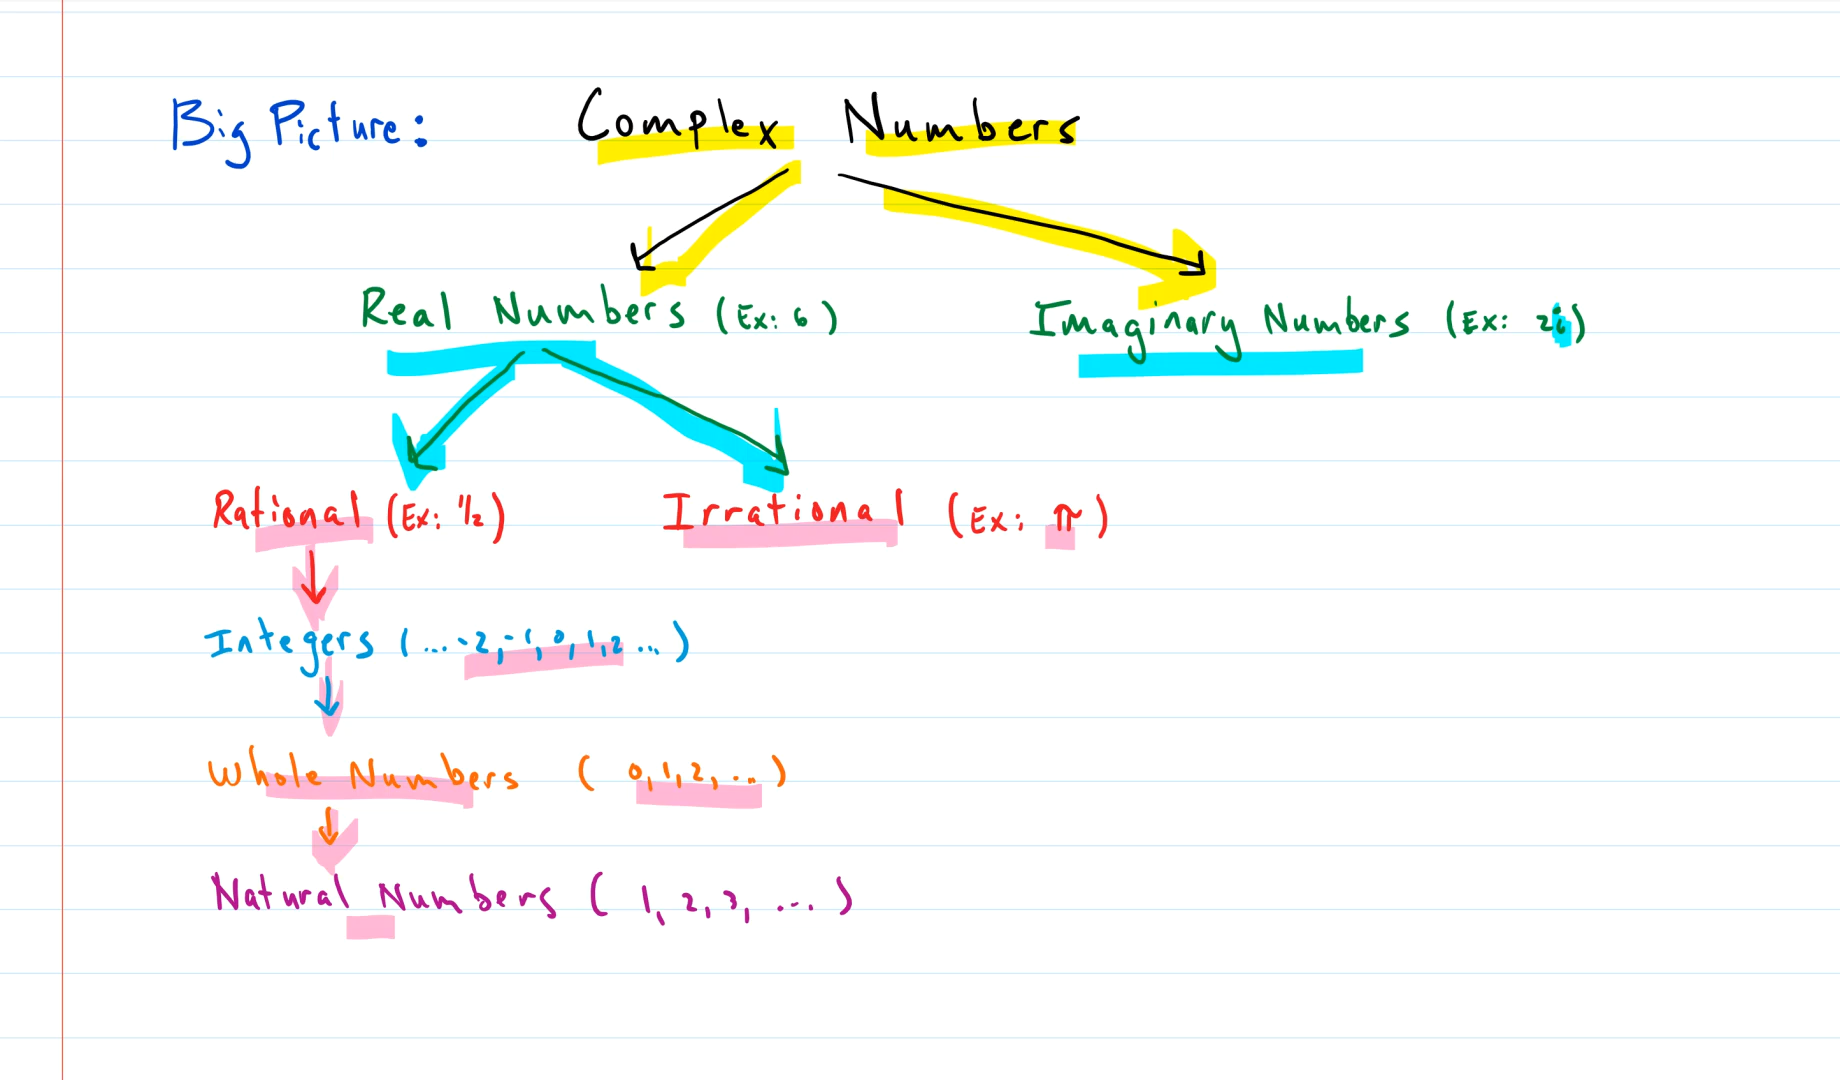 Big Picture: Complex Numbers
Real Numbers (Ex: 6) Imaginary Numbers (Ex: 2i)
Rational (Ex: 1/2) Irrational (Ex: π)
Integers (... -2, -1, 0, 1, 2 ...)
Whole Numbers (0, 1, 2, ...)
Natural Numbers (1, 2, 3, ...)